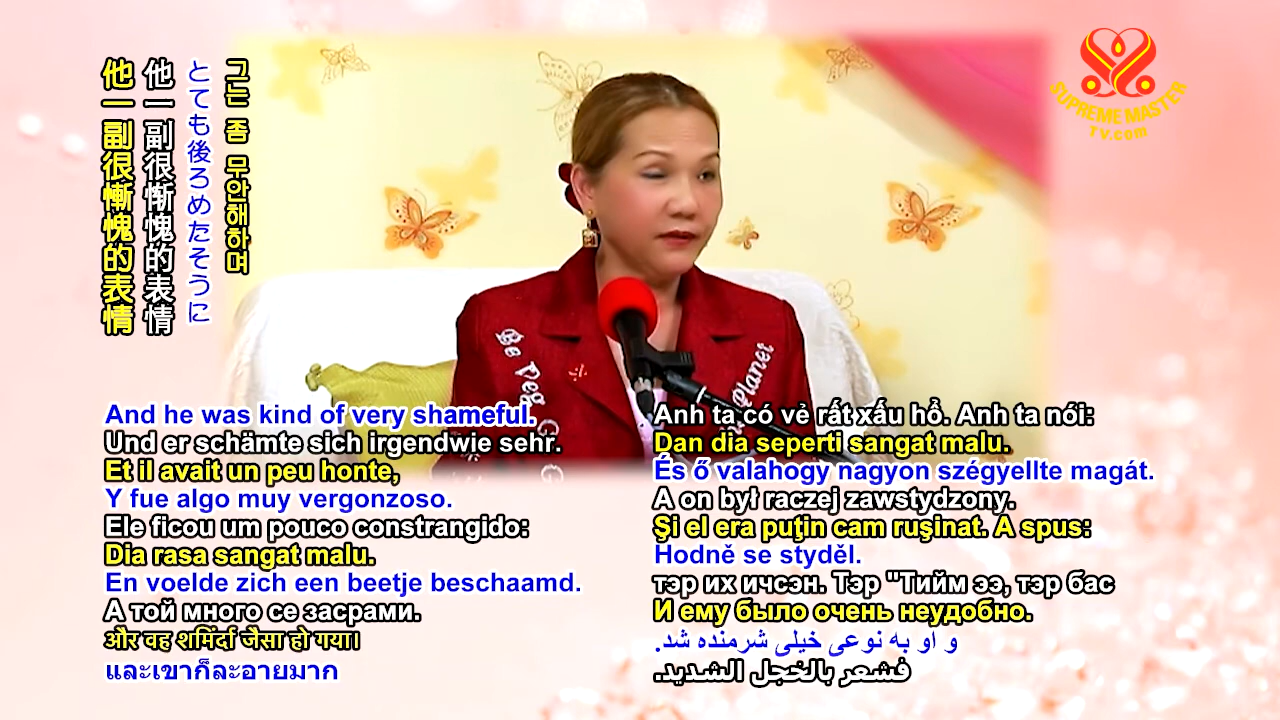 그는 좀 무안해하며
とても後ろめたそうに
他一副很惭愧的表情
他一副很慚愧的表情
SUPREME MASTER
TV.com
Be Veg G
Planet
And he was kind of very shameful.
Und er schämte sich irgendwie sehr.
Et il avait un peu honte,
Y fue algo muy vergonzoso.
Ele ficou um pouco constrangido:
Dia rasa sangat malu.
En voelde zich een beetje beschaamd.
А той много се засрами.
और वह शर्मिंदा जैसा हो गया।
และเขาก็ละอายมาก
Anh ta có vẻ rất xấu hổ. Anh ta nói:
Dan dia seperti sangat malu.
És ő valahogy nagyon szégyellte magát.
A on był raczej zawstydzony.
Şi el era puţin cam ruşinat. A spus:
Hodně se styděl.
тэр их ичсэн. Тэр "Тийм ээ, тэр бас
И ему было очень неудобно.
و او به نوعی خیلی شرمنده شد.
فشعر بالخجل الشديد.